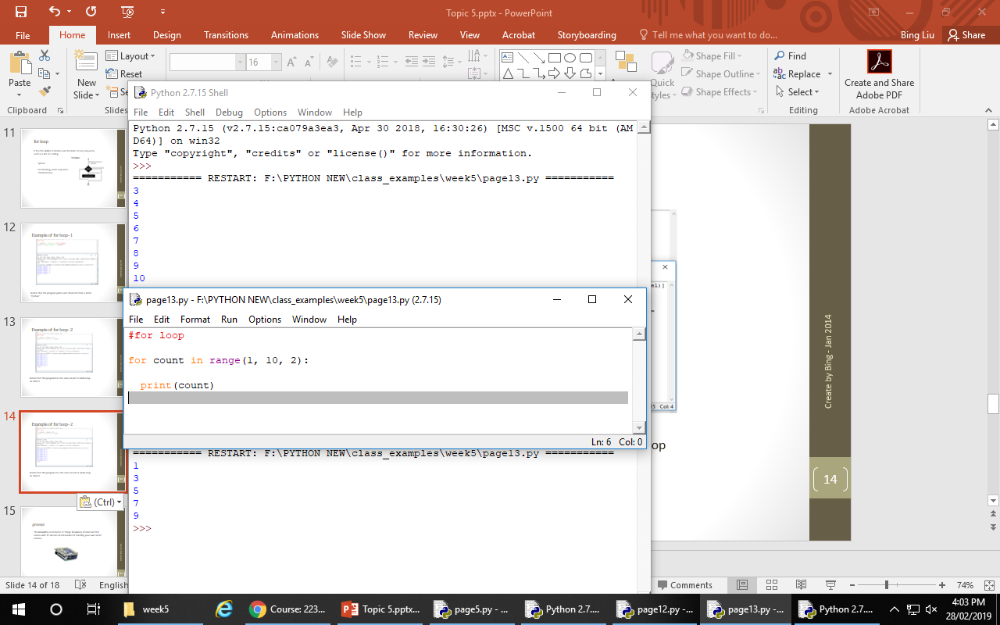 Topic 5.pptx - PowerPoint
File Home Insert Design Transitions Animations Slide Show Review View Acrobat Storyboarding Tell me what you want to do... Bing Liu Share
Paste
Clipboard
New
Slide
Layout
Reset
Slides
16
Quick
Styles
Shape Fill
Shape Outline
Shape Effects
Find
Replace
Select
Editing
Create and Share
Adobe PDF
Adobe Acrobat
11
for loop
12
Example of for loop- 1
13
Example of for loop- 2
14
Example of for loop- 2
(Ctrl)
15
Python 2.7.15 Shell
File Edit Shell Debug Options Window Help
Python 2.7.15 (v2.7.15:ca079a3ea3, Apr 30 2018, 16:30:26) [MSC v.1500 64 bit (AM
D64)] on win32
Type "copyright", "credits" or "license()" for more information.
>>>
=========== RESTART: F:\PYTHON NEW\class_examples\week5\page13.py ===========
3
4
5
6
7
8
9
10
page13.py - F:\PYTHON NEW\class_examples\week5\page13.py (2.7.15)
File Edit Format Run Options Window Help
#for loop
for count in range(1, 10, 2):
print(count)
Ln: 6 Col: 0
=========== RESTART: F:\PYTHON NEW\class_examples\week5\page13.py ===========
1
3
5
7
9
>>>
Col: 4
op
Create by Bing - Jan 2014
14
Slide 14 of 18 English Comments 74%
week5 Course: 223... Topic 5.pptx... page5.py - ... Python 2.7.... page12.py -... page13.py -... Python 2.7....
4:03 PM
28/02/2019